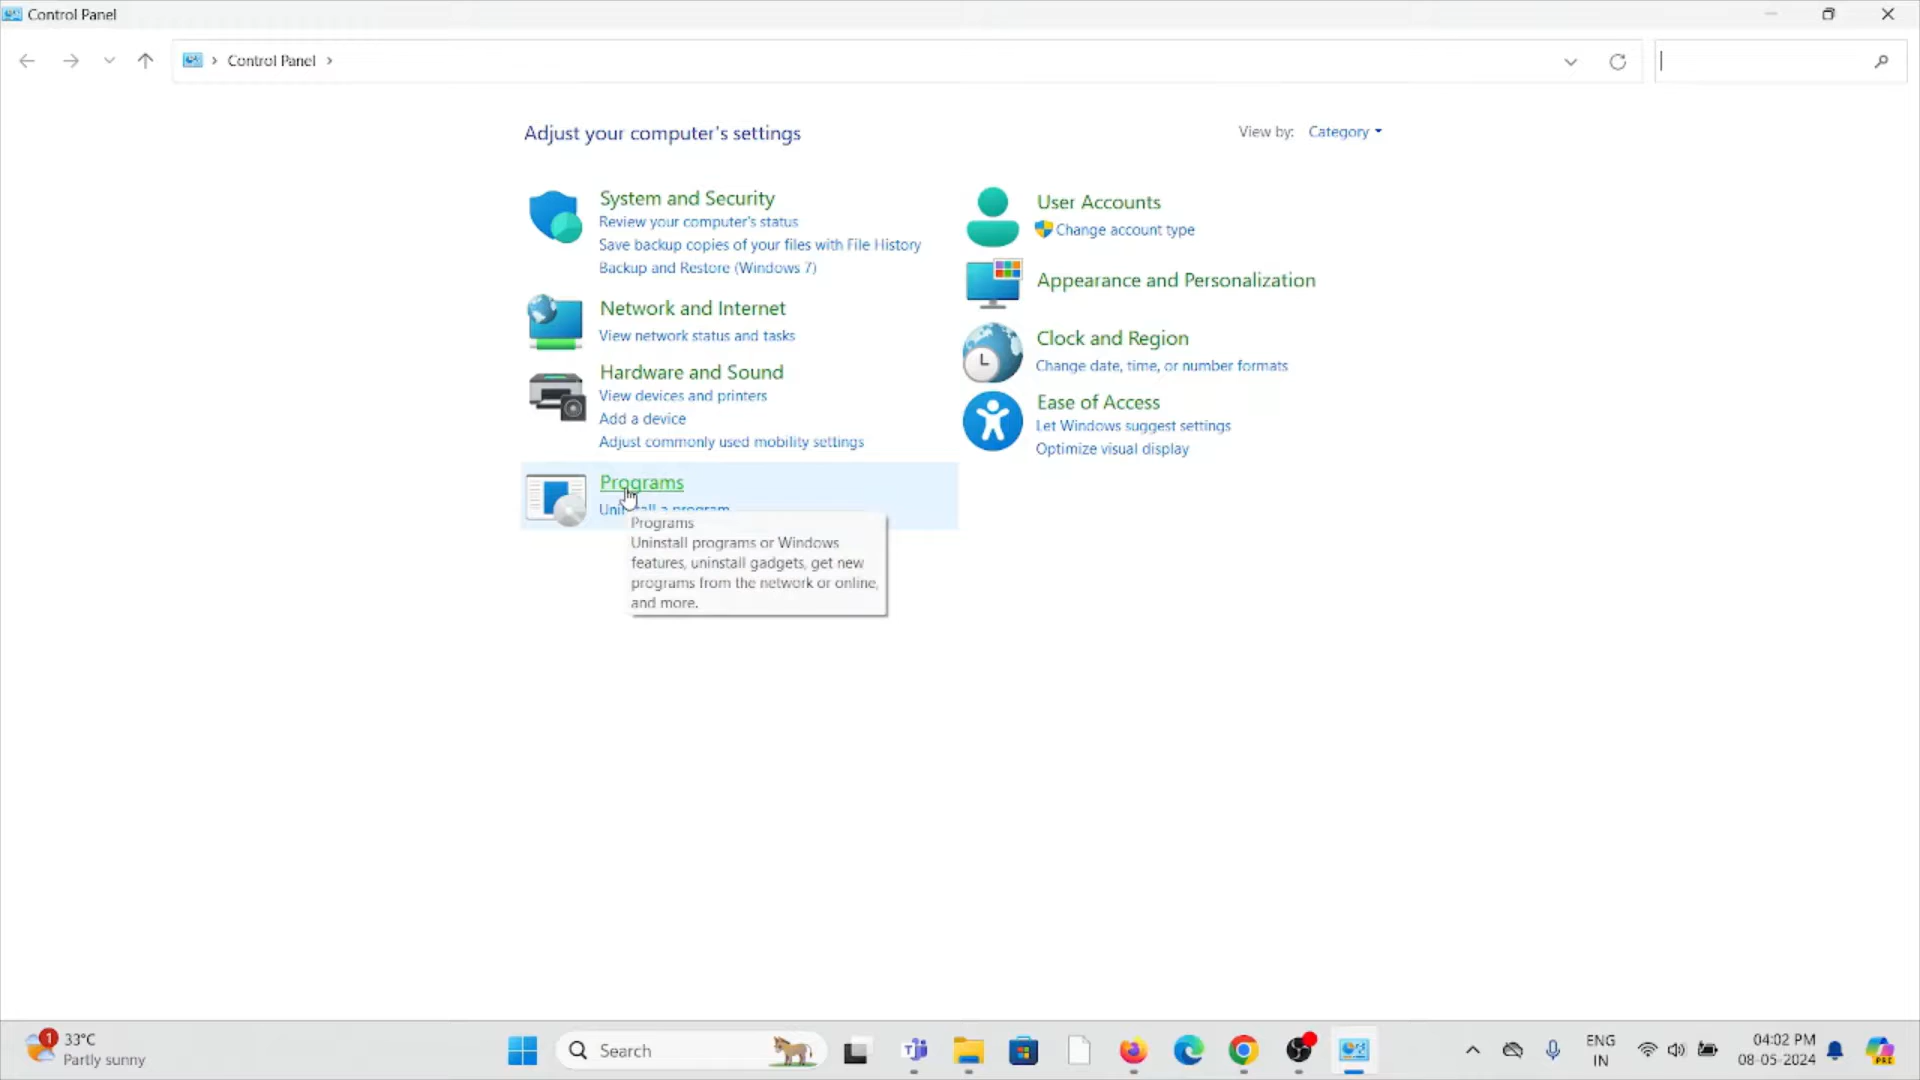 Control Panel
Control Panel
Adjust your computer's settings
View by: Category
System and Security
Review your computer's status
Save backup copies of your files with File History
Backup and Restore (Windows 7)
Network and Internet
View network status and tasks
Hardware and Sound
View devices and printers
Add a device
Adjust commonly used mobility settings
Programs
Uninstall a program
Programs
Uninstall programs or Windows
features, uninstall gadgets, get new
programs from the network or online,
and more.
User Accounts
Change account type
Appearance and Personalization
Clock and Region
Change date, time, or number formats
Ease of Access
Let Windows suggest settings
Optimize visual display
1
33°C
Partly sunny
Search
ENG
IN
04:02 PM
08-05-2024
PRE